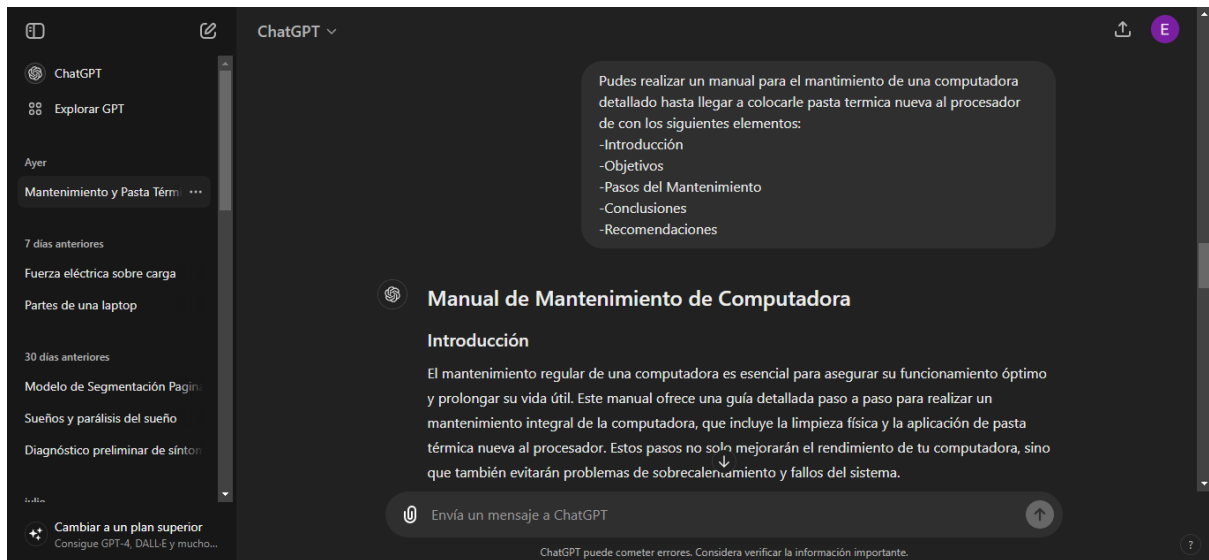 ChatGPT
Explorar GPT
Ayer
Mantenimiento y Pasta Térm
7 días anteriores
Fuerza eléctrica sobre carga
Partes de una laptop
30 días anteriores
Modelo de Segmentación Pagin
Sueños y parálisis del sueño
Diagnóstico preliminar de síntom
julio
Cambiar a un plan superior
Consigue GPT-4, DALL·E y mucho...
ChatGPT
E
Pudes realizar un manual para el mantimiento de una computadora
detallado hasta llegar a colocarle pasta termica nueva al procesador
de con los siguientes elementos:
-Introducción
-Objetivos
-Pasos del Mantenimiento
-Conclusiones
-Recomendaciones
Manual de Mantenimiento de Computadora
Introducción
El mantenimiento regular de una computadora es esencial para asegurar su funcionamiento óptimo
y prolongar su vida útil. Este manual ofrece una guía detallada paso a paso para realizar un
mantenimiento integral de la computadora, que incluye la limpieza física y la aplicación de pasta
térmica nueva al procesador. Estos pasos no solo mejorarán el rendimiento de tu computadora, sino
que también evitarán problemas de sobrecalentamiento y fallos del sistema.
Envía un mensaje a ChatGPT
ChatGPT puede cometer errores. Considera verificar la información importante.
?